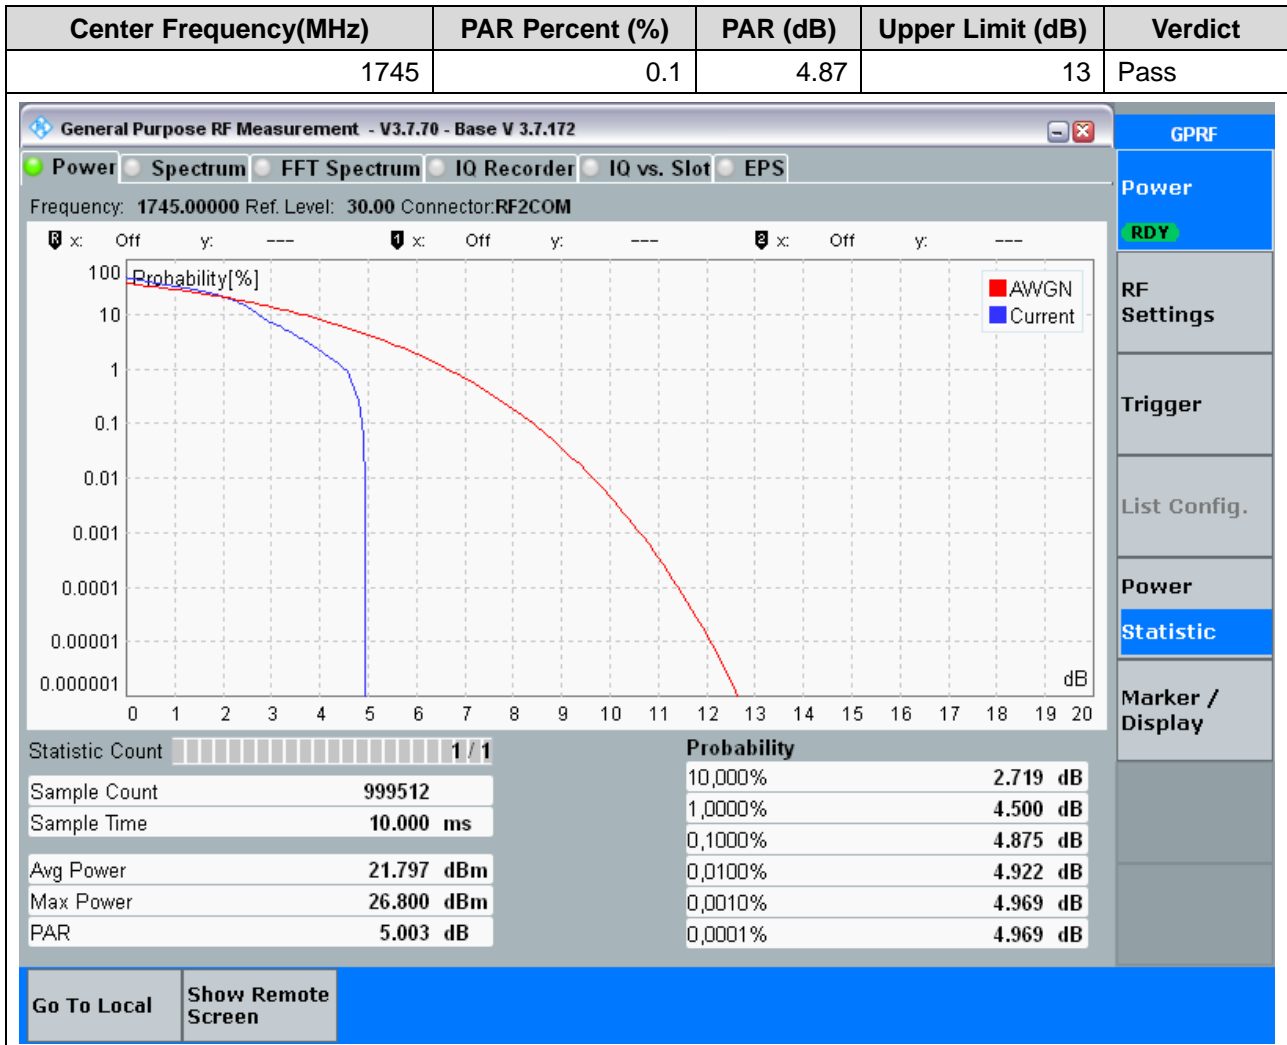 Center Frequency(MHz) PAR Percent (%) PAR (dB) Upper Limit (dB) Verdict
1745 0.1 4.87 13 Pass
General Purpose RF Measurement - V3.7.70 - Base V 3.7.172
GPRF
Power Spectrum FFT Spectrum IQ Recorder IQ vs. Slot EPS
Power
RDY
Frequency: 1745.00000 Ref. Level: 30.00 Connector:RF2COM
R x: Off y: --- 1 x: Off y: --- 2 x: Off y: ---
Probability[%]
AWGN
Current
100
10
1
0.1
0.01
0.001
0.0001
0.00001
0.000001
dB
0 1 2 3 4 5 6 7 8 9 10 11 12 13 14 15 16 17 18 19 20
RF
Settings
Trigger
List Config.
Power
Statistic
Marker /
Display
Statistic Count 1 / 1
Sample Count 999512
Sample Time 10.000 ms
Avg Power 21.797 dBm
Max Power 26.800 dBm
PAR 5.003 dB
Probability
10,000% 2.719 dB
1,0000% 4.500 dB
0,1000% 4.875 dB
0,0100% 4.922 dB
0,0010% 4.969 dB
0,0001% 4.969 dB
Go To Local
Show Remote
Screen